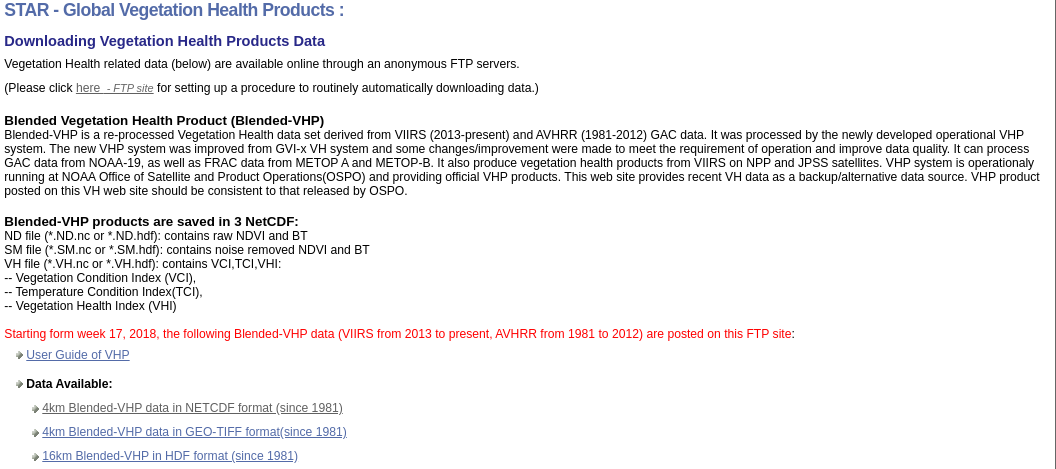 STAR - Global Vegetation Health Products :
Downloading Vegetation Health Products Data
Vegetation Health related data (below) are available online through an anonymous FTP servers.
(Please click here - FTP site for setting up a procedure to routinely automatically downloading data.)
Blended Vegetation Health Product (Blended-VHP)
Blended-VHP is a re-processed Vegetation Health data set derived from VIIRS (2013-present) and AVHRR (1981-2012) GAC data. It was processed by the newly developed operational VHP
system. The new VHP system was improved from GVI-x VH system and some changes/improvement were made to meet the requirement of operation and improve data quality. It can process
GAC data from NOAA-19, as well as FRAC data from METOP A and METOP-B. It also produce vegetation health products from VIIRS on NPP and JPSS satellites. VHP system is operationaly
running at NOAA Office of Satellite and Product Operations(OSPO) and providing official VHP products. This web site provides recent VH data as a backup/alternative data source. VHP product
posted on this VH web site should be consistent to that released by OSPO.
Blended-VHP products are saved in 3 NetCDF:
ND file (*.ND.nc or *.ND.hdf): contains raw NDVI and BT
SM file (*.SM.nc or *.SM.hdf): contains noise removed NDVI and BT
VH file (*.VH.nc or *.VH.hdf): contains VCI,TCI,VHI:
-- Vegetation Condition Index (VCI),
-- Temperature Condition Index(TCI),
-- Vegetation Health Index (VHI)
Starting form week 17, 2018, the following Blended-VHP data (VIIRS from 2013 to present, AVHRR from 1981 to 2012) are posted on this FTP site:
User Guide of VHP
Data Available:
4km Blended-VHP data in NETCDF format (since 1981)
4km Blended-VHP data in GEO-TIFF format(since 1981)
16km Blended-VHP in HDF format (since 1981)